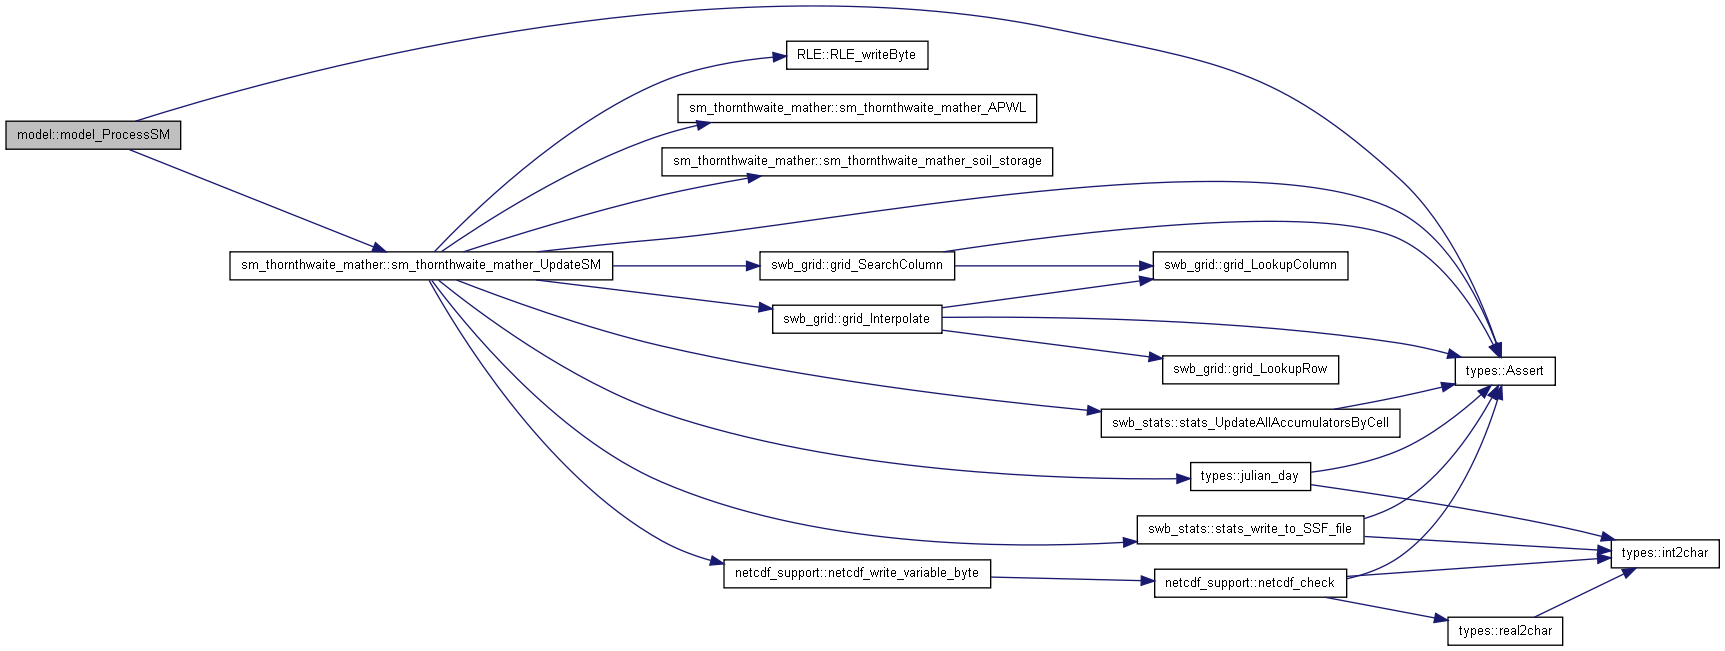 RLE::RLE_writeByte
sm_thornthwaite_mather::sm_thornthwaite_mather_APWL
model::model_ProcessSM
sm_thornthwaite_mather::sm_thornthwaite_mather_soil_storage
sm_thornthwaite_mather::sm_thornthwaite_mather_UpdateSM
swb_grid::grid_SearchColumn
swb_grid::grid_LookupColumn
swb_grid::grid_Interpolate
swb_grid::grid_LookupRow
types::Assert
swb_stats::stats_UpdateAllAccumulatorsByCell
types::julian_day
swb_stats::stats_write_to_SSF_file
types::int2char
netcdf_support::netcdf_write_variable_byte
netcdf_support::netcdf_check
types::real2char